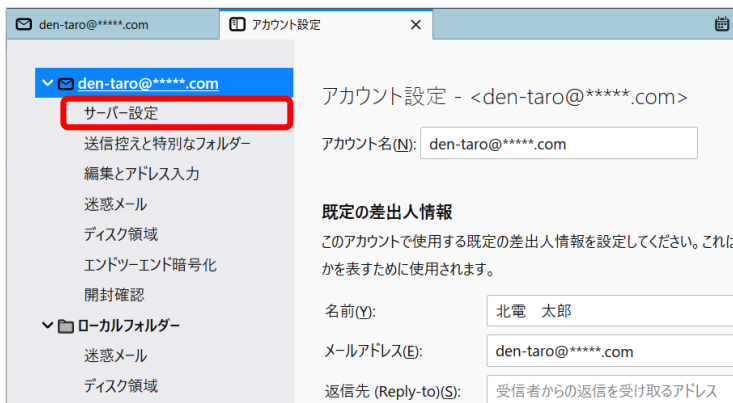 den-taro@*****.com
アカウント設定
den-taro@*****.com
サーバー設定
送信控えと特別なフォルダー
編集とアドレス入力
迷惑メール
ディスク領域
エンドツーエンド暗号化
開封確認
ローカルフォルダー
迷惑メール
ディスク領域
アカウント設定 - <den-taro@*****.com>
アカウント名(N): den-taro@*****.com
既定の差出人情報
このアカウントで使用する既定の差出人情報を設定してください。これは
かを表すために使用されます。
名前(Y): 北電　太郎
メールアドレス(E): den-taro@*****.com
返信先 (Reply-to)(S): 受信者からの返信を受け取るアドレス